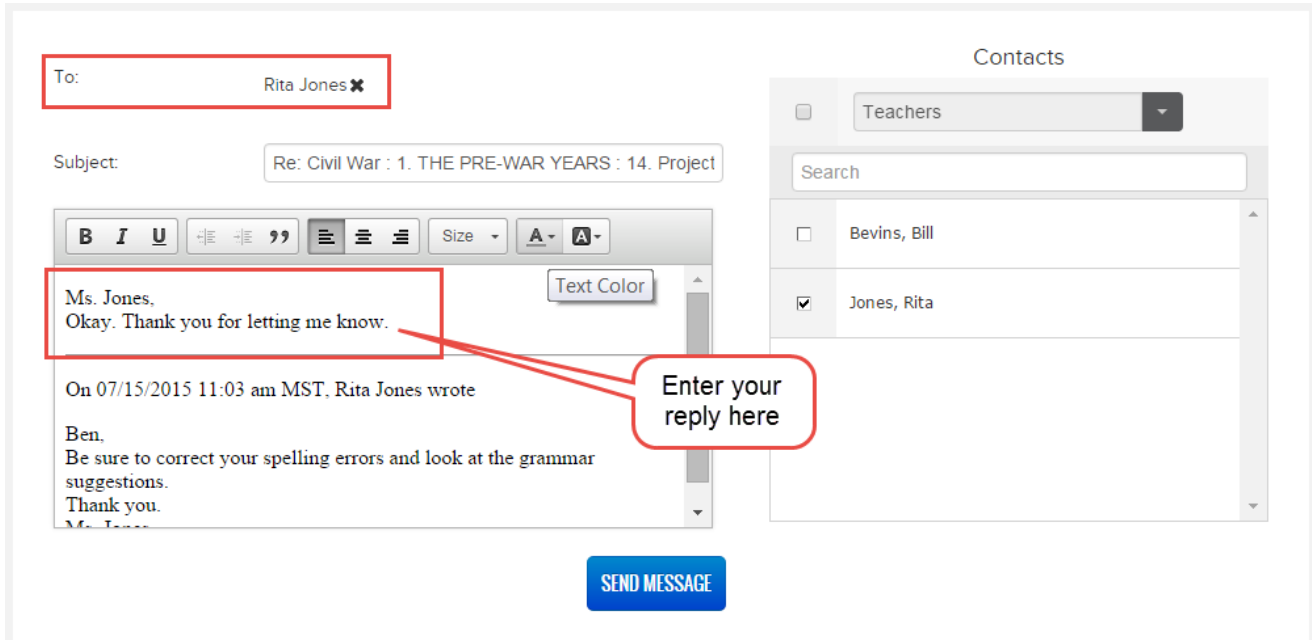 To:
Rita Jones✖
Subject:
Re: Civil War : 1. THE PRE-WAR YEARS : 14. Project
B I U
Size
A
A
Text Color
Ms. Jones,
Okay. Thank you for letting me know.
On 07/15/2015 11:03 am MST, Rita Jones wrote
Ben,
Be sure to correct your spelling errors and look at the grammar
suggestions.
Thank you.
Ms. Jones
Enter your
reply here
SEND MESSAGE
Contacts
Teachers
Search
Bevins, Bill
Jones, Rita